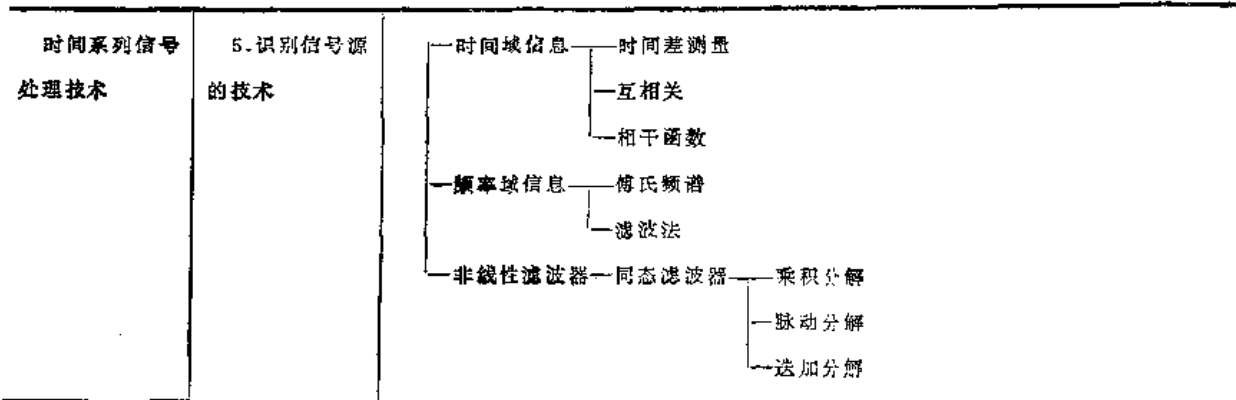 时间系列信号
处理技术
5.识别信号源
的技术
时间域信息
时间差测量
互相关
相干函数
频率域信息
傅氏频谱
滤波法
非线性滤波器
同态滤波器
乘积分解
脉动分解
迭加分解